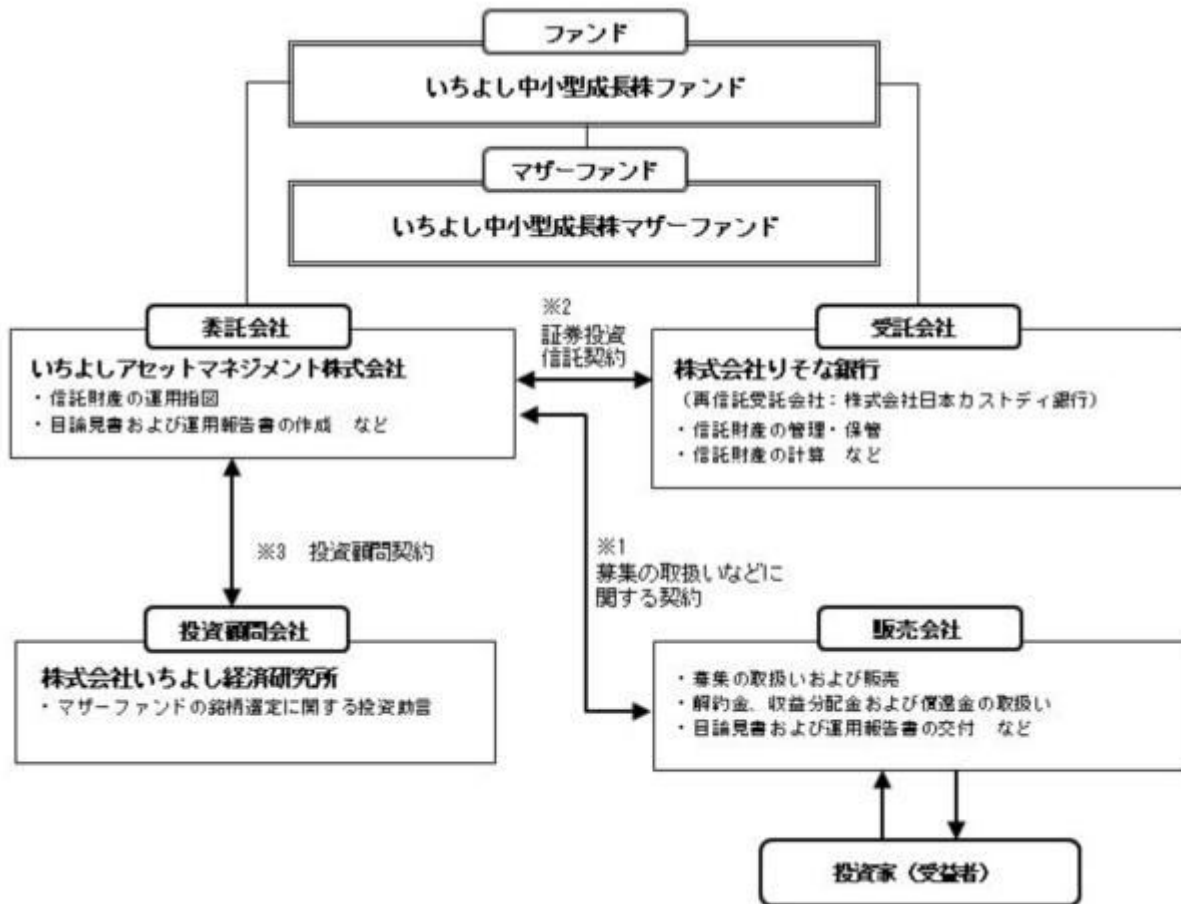 ファンド
いちよし中小型成長株ファンド
マザーファンド
いちよし中小型成長株マザーファンド
委託会社
いちよしアセットマネジメント株式会社
・信託財産の運用指図
・目論見書および運用報告書の作成　など
※2
証券投資
信託契約
受託会社
株式会社りそな銀行
（再信託受託会社：株式会社日本カストディ銀行）
・信託財産の管理・保管
・信託財産の計算　など
※3　投資顧問契約
※1
募集の取扱いなどに
関する契約
投資顧問会社
株式会社いちよし経済研究所
・マザーファンドの銘柄選定に関する投資助言
販売会社
・募集の取扱いおよび販売
・解約金、収益分配金および償還金の取扱い
・目論見書および運用報告書の交付　など
投資家（受益者）